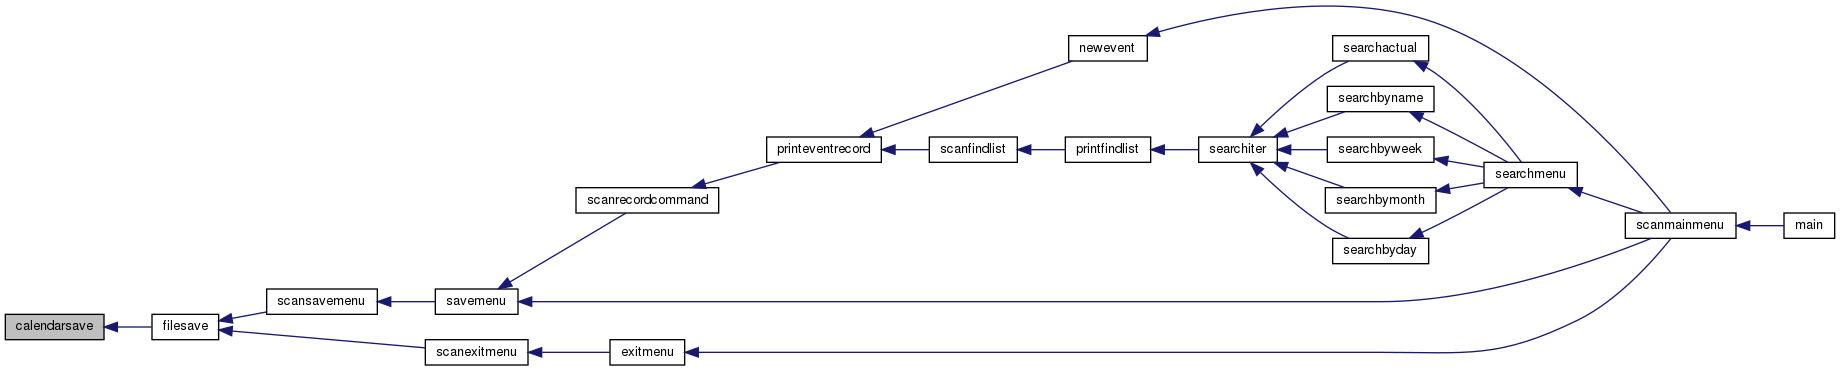 newevent
searchactual
searchbyname
printeventrecord
scanfindlist
printfindlist
searchiter
searchbyweek
searchmenu
scanrecordcommand
searchbymonth
scanmainmenu
main
searchbyday
scansavemenu
savemenu
calendarsave
filesave
scanexitmenu
exitmenu